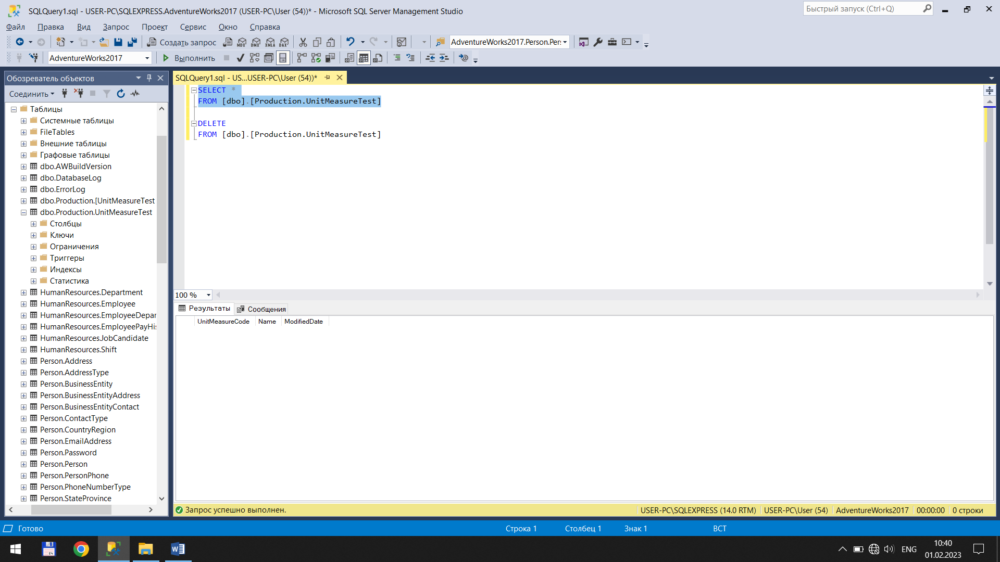 SQLQuery1.sql - USER-PC\SQLEXPRESS.AdventureWorks2017 (USER-PC\User (54))* - Microsoft SQL Server Management Studio
Быстрый запуск (Ctrl+Q)
Файл Правка Вид Запрос Проект Сервис Окно Справка
Создать запрос MDX DMX XMLA DAX AdventureWorks2017.Person.Per:
AdventureWorks2017 Выполнить
Обозреватель объектов
Соединить
Таблицы
Системные таблицы
FileTables
Внешние таблицы
Графовые таблицы
dbo.AWBuildVersion
dbo.DatabaseLog
dbo.ErrorLog
dbo.Production.[UnitMeasureTest
dbo.Production.UnitMeasureTest
Столбцы
Ключи
Ограничения
Триггеры
Индексы
Статистика
HumanResources.Department
HumanResources.Employee
HumanResources.EmployeeDepar
HumanResources.EmployeePayHis
HumanResources.JobCandidate
HumanResources.Shift
Person.Address
Person.AddressType
Person.BusinessEntity
Person.BusinessEntityAddress
Person.BusinessEntityContact
Person.ContactType
Person.CountryRegion
Person.EmailAddress
Person.Password
Person.Person
Person.PersonPhone
Person.PhoneNumberType
Person.StateProvince
SQLQuery1.sql - US...USER-PC\User (54))*
SELECT *
FROM [dbo].[Production.UnitMeasureTest]
DELETE
FROM [dbo].[Production.UnitMeasureTest]
100 %
Результаты Сообщения
UnitMeasureCode Name ModifiedDate
Запрос успешно выполнен. USER-PC\SQLEXPRESS (14.0 RTM) USER-PC\User (54) AdventureWorks2017 00:00:00 0 строки
Готово Строка 1 Столбец 1 Знак 1 ВСТ
ENG
10:40
01.02.2023